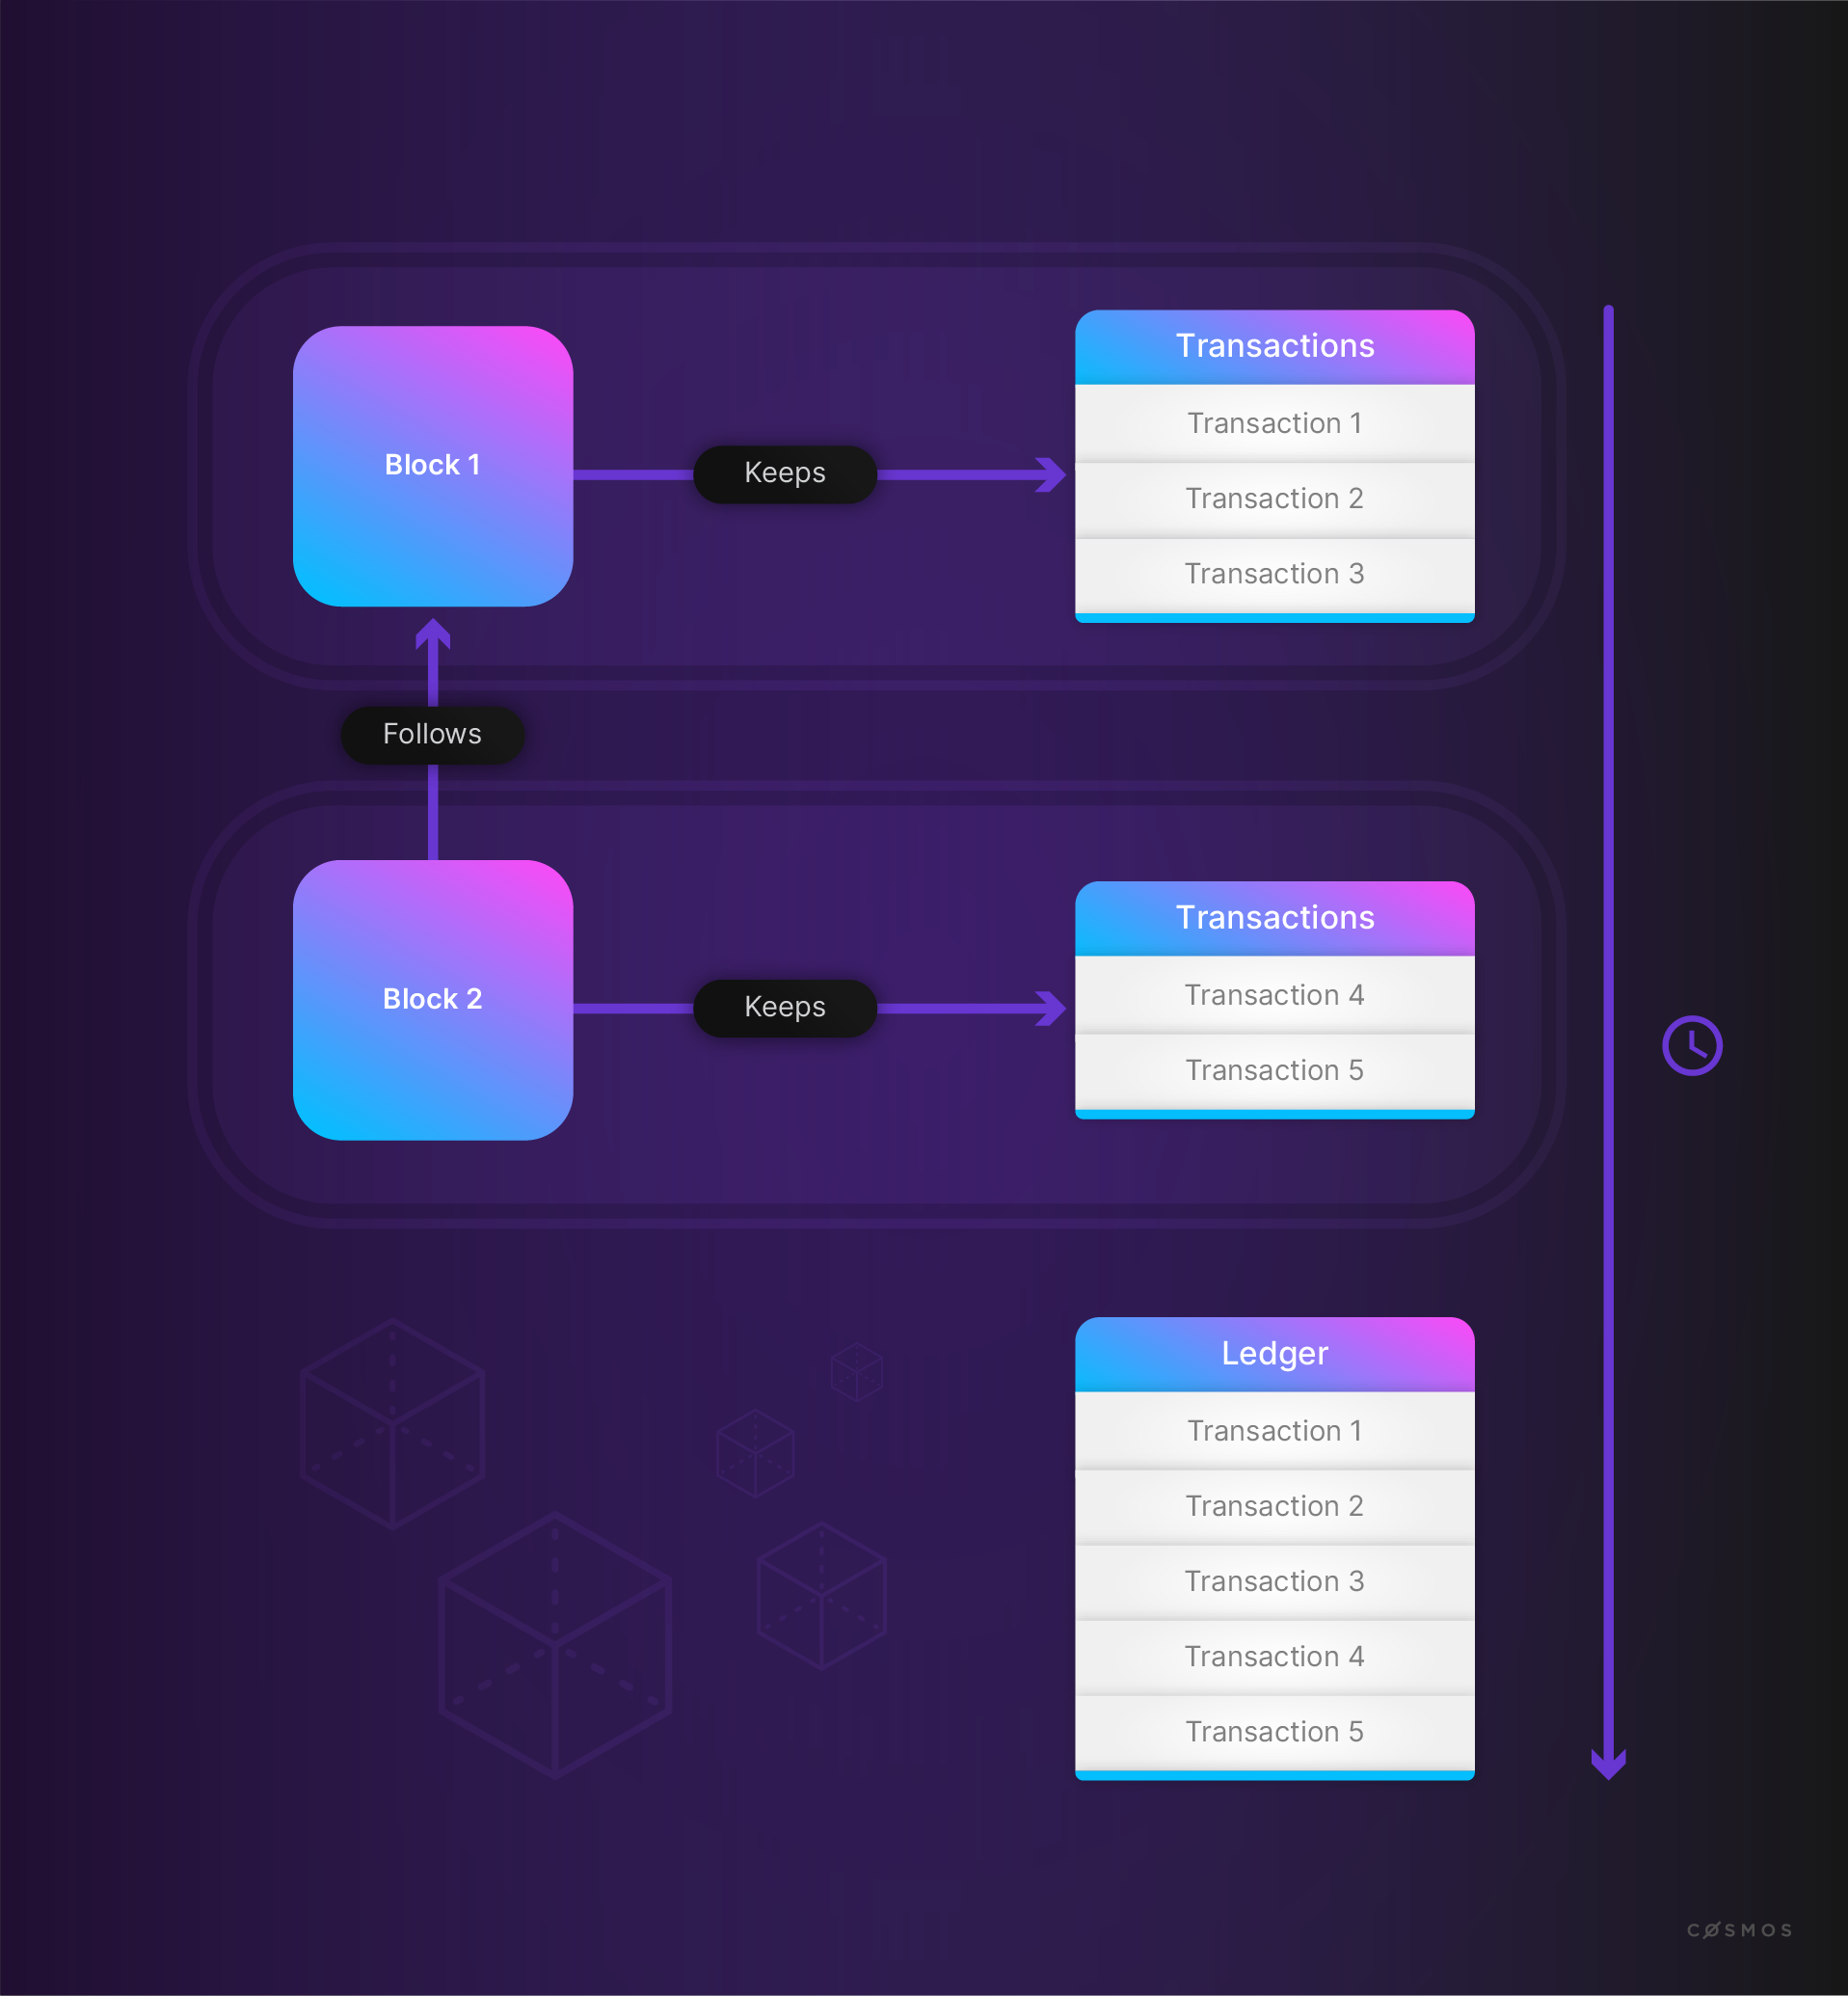 Transactions
Transaction 1
Block 1
Keeps
Transaction 2
Transaction 3
Follows
Transactions
Transaction 4
Block 2
Keeps
Transaction 5
Ledger
Transaction 1
Transaction 2
Transaction 3
Transaction 4
Transaction 5
CØSMOS